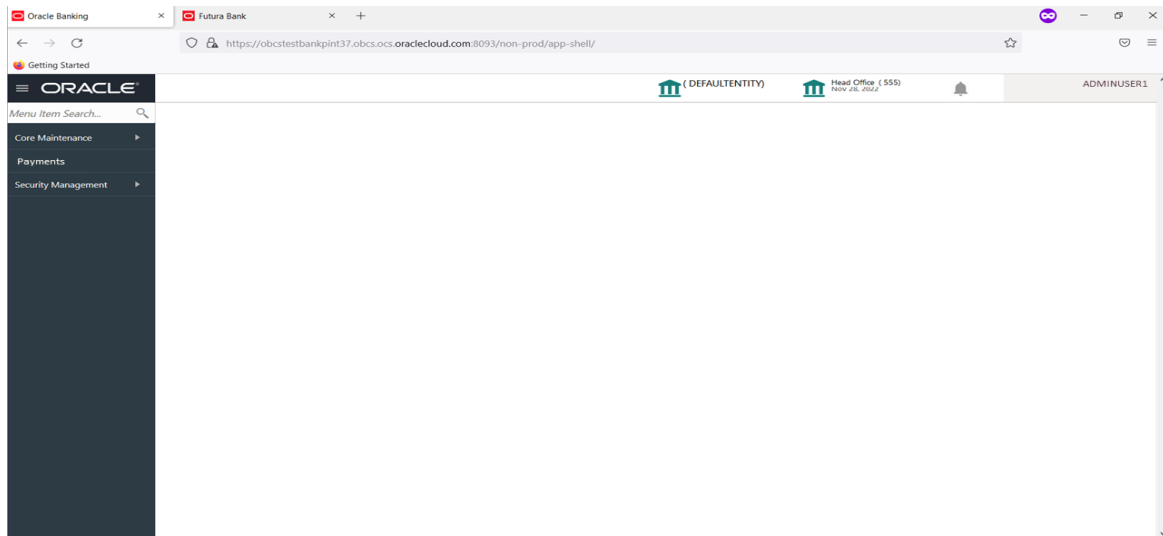 Oracle Banking
Futura Bank
https://obcstestbankpint37.obcs.ocs.oraclecloud.com:8093/non-prod/app-shell/
Getting Started
ORACLE
( DEFAULTENTITY)
Head Office ( 555)
Nov 28, 2022
ADMINUSER1
Menu Item Search...
Core Maintenance
Payments
Security Management